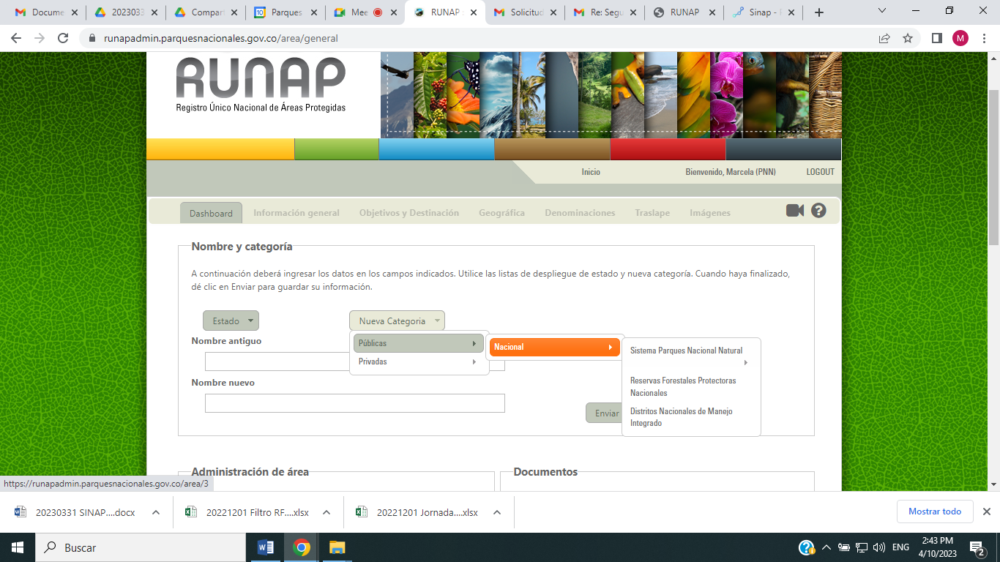 Docume
2023033
Compart
Parques
Mee
RUNAP :
Solicitud
Re: Segu
RUNAP
Sinap -
runapadmin.parquesnacionales.gov.co/area/general
M
RUNAP
Registro Único Nacional de Áreas Protegidas
Inicio
Bienvenido, Marcela (PNN)
LOGOUT
Dashboard
Información general
Objetivos y Destinación
Geográfica
Denominaciones
Traslape
Imágenes
Nombre y categoría
A continuación deberá ingresar los datos en los campos indicados. Utilice las listas de despliegue de estado y nueva categoría. Cuando haya finalizado,
dé clic en Enviar para guardar su información.
Estado
Nueva Categoria
Públicas
Privadas
Nacional
Sistema Parques Nacional Natural
Reservas Forestales Protectoras
Nacionales
Distritos Nacionales de Manejo
Integrado
Nombre antiguo
Nombre nuevo
Enviar
Administración de área
Documentos
https://runapadmin.parquesnacionales.gov.co/area/3
20230331 SINAP....docx
20221201 Filtro RF....xlsx
20221201 Jornada....xlsx
Mostrar todo
Buscar
ENG
2:43 PM
4/10/2023
2